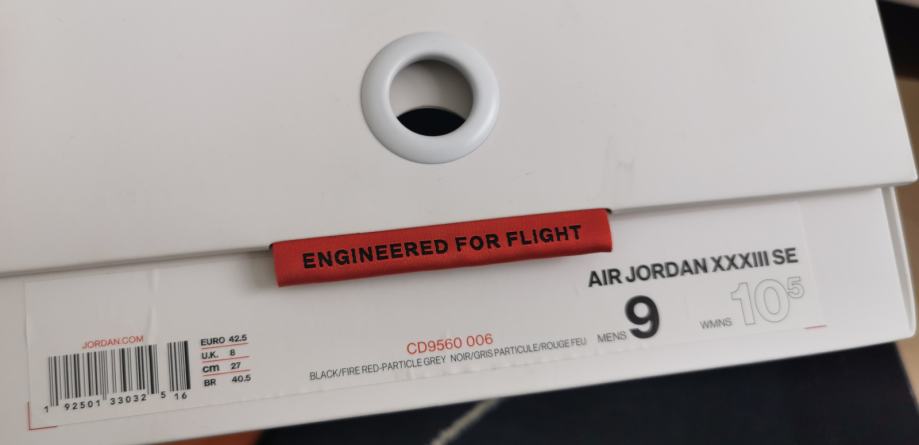 ENGINEERED FOR FLIGHT
AIR JORDAN XXXIII SE
MENS 9 WMNS 10⁵
JORDAN.COM
1 92501 33032 5 16
EURO 42.5
U.K. 8
cm 27
BR 40.5
CD9560 006
BLACK/FIRE RED-PARTICLE GREY NOIR/GRIS PARTICULE/ROUGE FEU